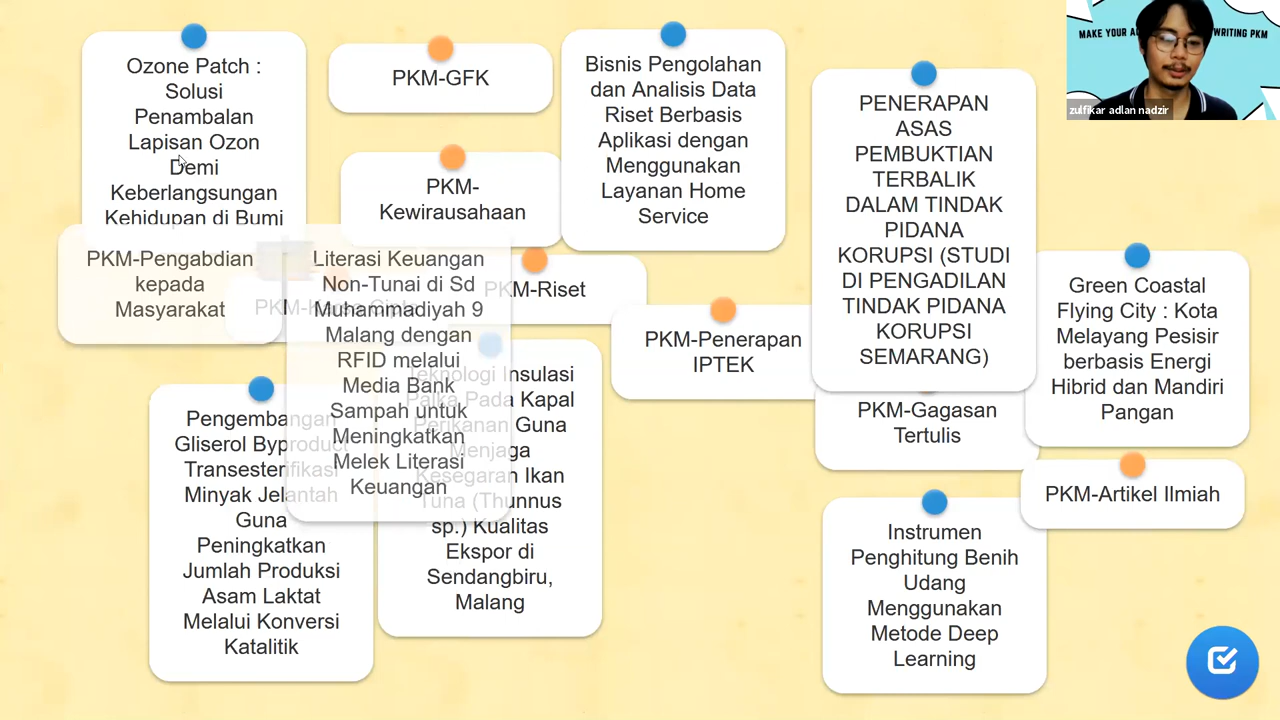 Ozone Patch :
Solusi
Penambalan
Lapisan Ozon
Demi
Keberlangsungan
Kehidupan di Bumi
PKM-GFK
PKM-
Kewirausahaan
Bisnis Pengolahan
dan Analisis Data
Riset Berbasis
Aplikasi dengan
Menggunakan
Layanan Home
Service
PENERAPAN
ASAS
PEMBUKTIAN
TERBALIK
DALAM TINDAK
PIDANA
KORUPSI (STUDI
DI PENGADILAN
TINDAK PIDANA
KORUPSI
SEMARANG)
MAKE YOUR
WRITING PKM
zulfikar adlan nadzir
PKM-Pengabdian
kepada
Masyarakat
Literasi Keuangan
Non-Tunai di Sd
Muhammadiyah 9
Malang dengan
RFID melalui
Media Bank
Sampah untuk
Meningkatkan
Melek Literasi
Keuangan
PKM-Riset
PKM-Karsa Cipta
PKM-Penerapan
IPTEK
Green Coastal
Flying City : Kota
Melayang Pesisir
berbasis Energi
Hibrid dan Mandiri
Pangan
PKM-Gagasan
Tertulis
PKM-Artikel Ilmiah
Pengembangan
Gliserol Byproduct
Transesterifikasi
Minyak Jelantah
Guna
Peningkatkan
Jumlah Produksi
Asam Laktat
Melalui Konversi
Katalitik
Teknologi Insulasi
Palka Pada Kapal
Perikanan Guna
Menjaga
Kesegaran Ikan
Tuna (Thunnus
sp.) Kualitas
Ekspor di
Sendangbiru,
Malang
Instrumen
Penghitung Benih
Udang
Menggunakan
Metode Deep
Learning